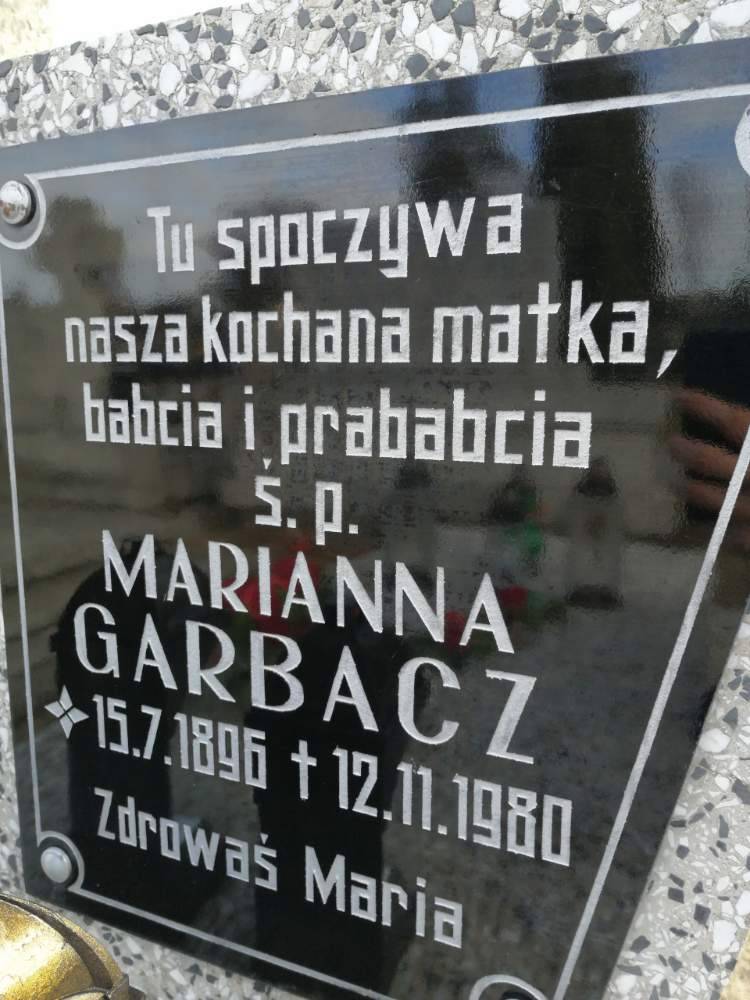 Tu spoczywa
nasza kochana matka,
babcia i prababcia
ś. p.
MARIANNA
GARBACZ
15.7.1896 † 12.11.1980
Zdrowaś Maria